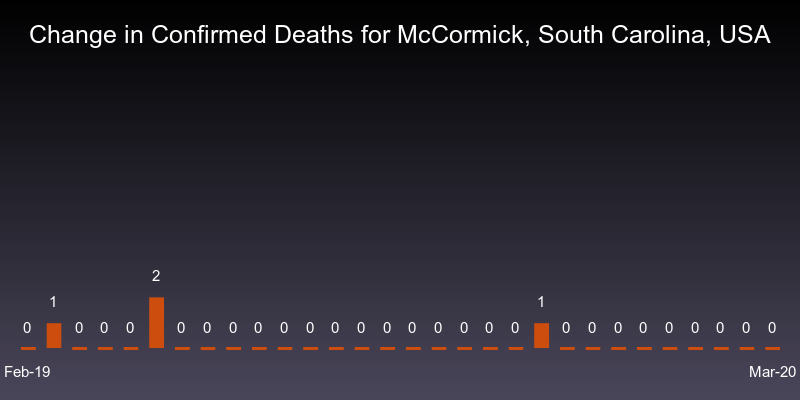 Change in Confirmed Deaths for McCormick, South Carolina, USA
2
1 1
0 0 0 0 0 0 0 0 0 0 0 0 0 0 0 0 0 0 0 0 0 0 0 0 0 0 0
Feb-19 Mar-20